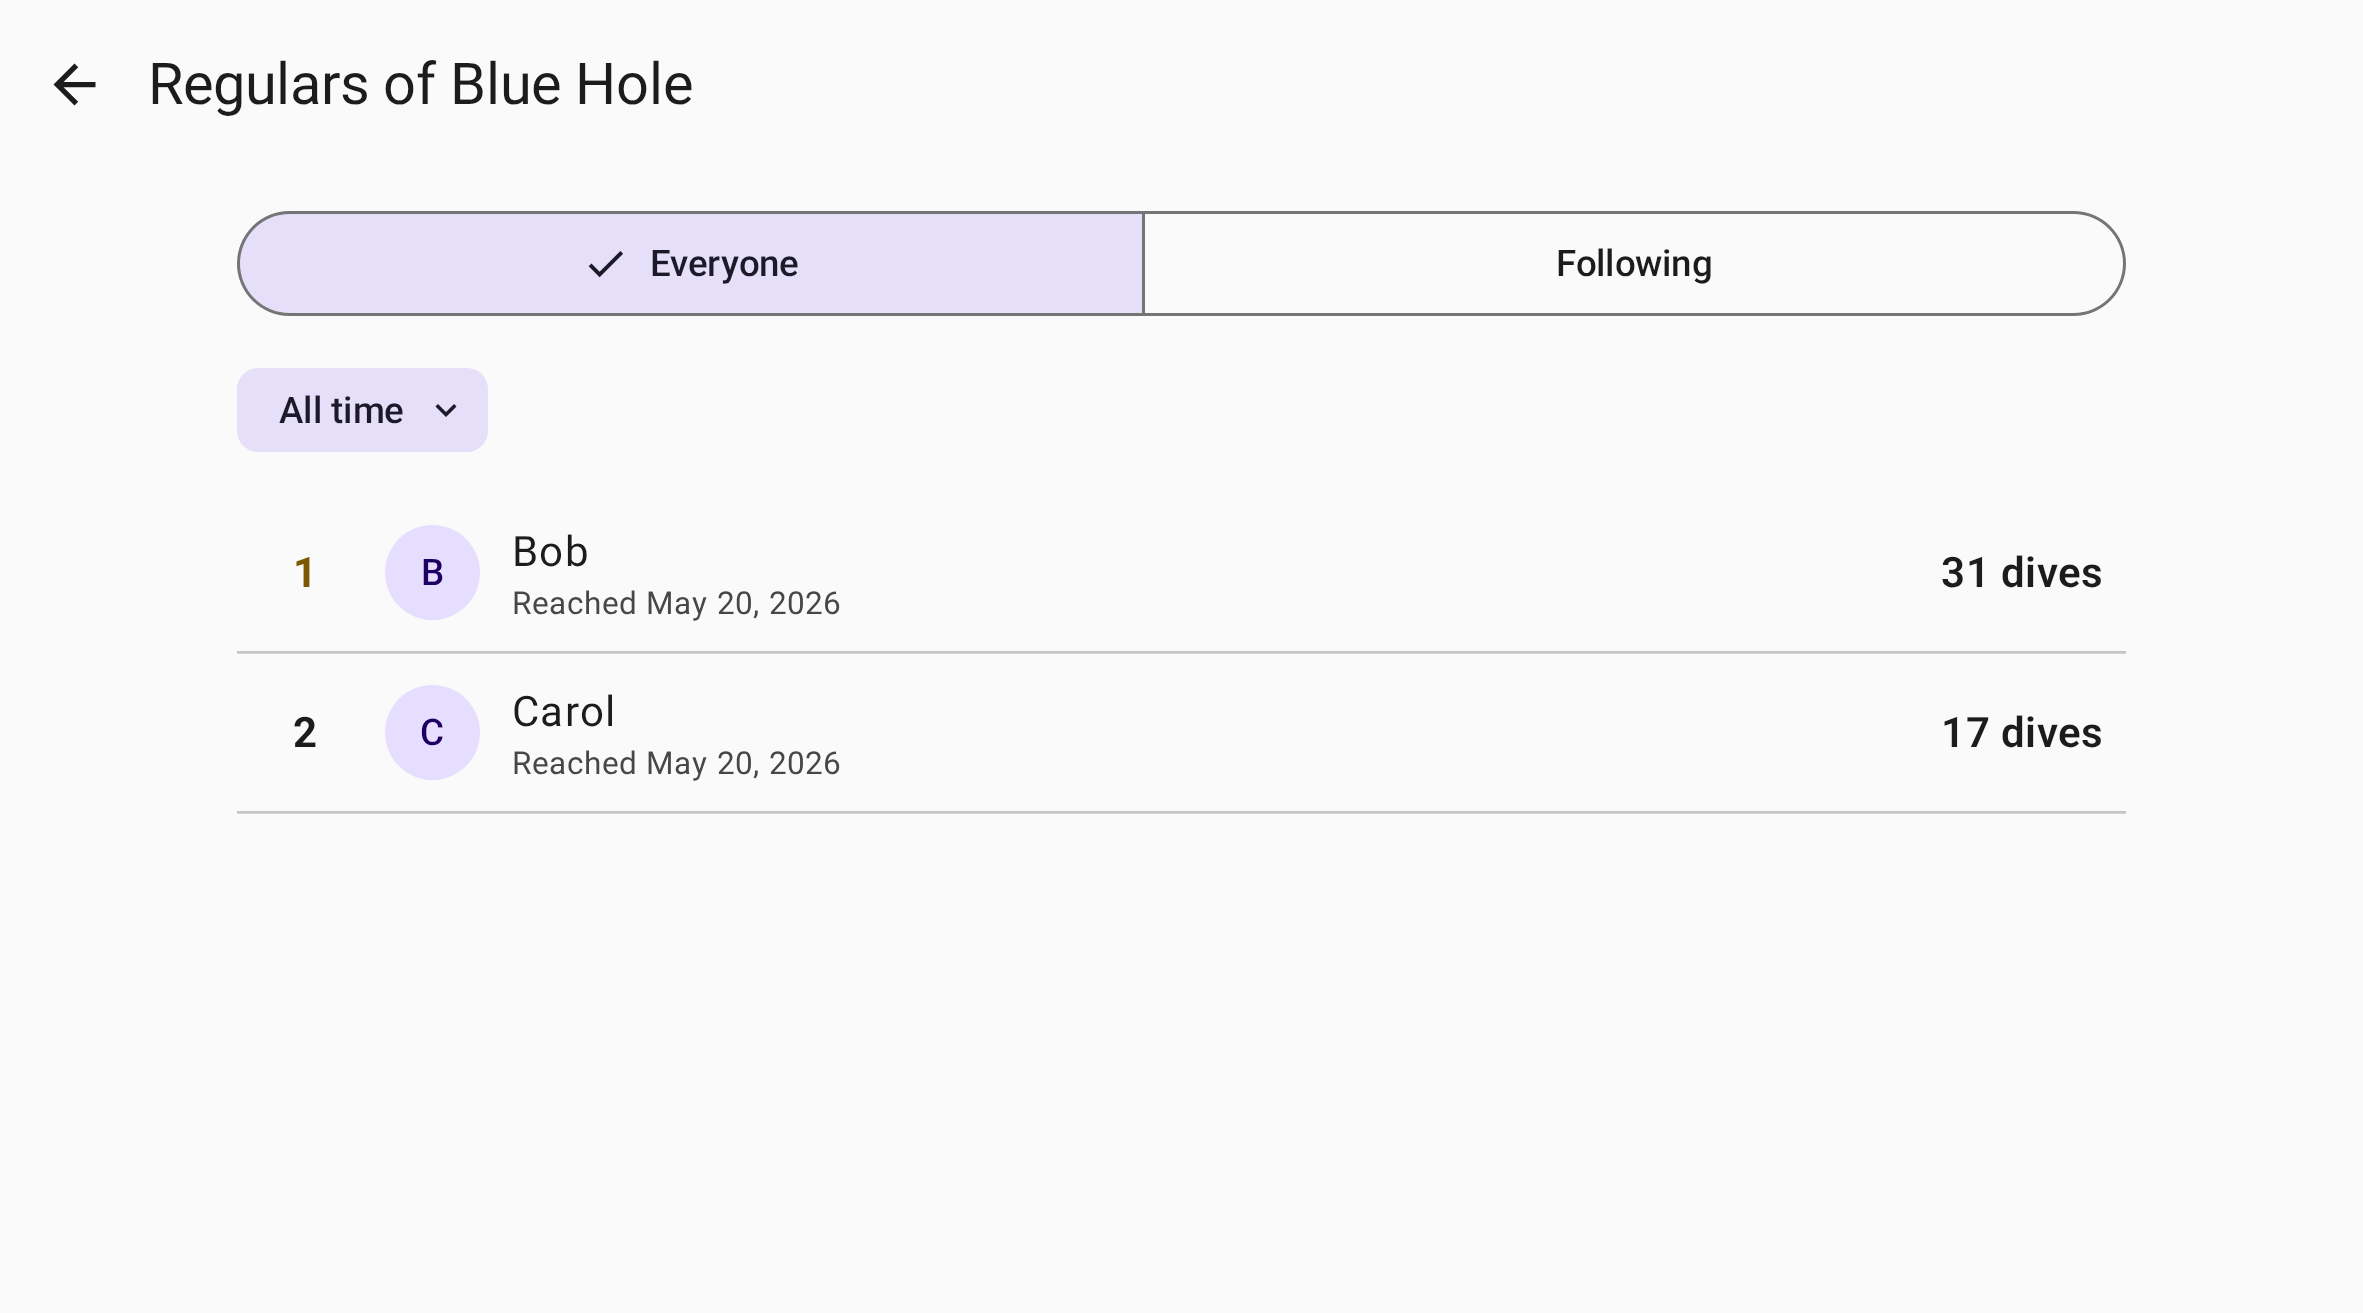 Regulars of Blue Hole
Everyone
Following
All time
1
B
Bob
Reached May 20, 2026
31 dives
2
C
Carol
Reached May 20, 2026
17 dives